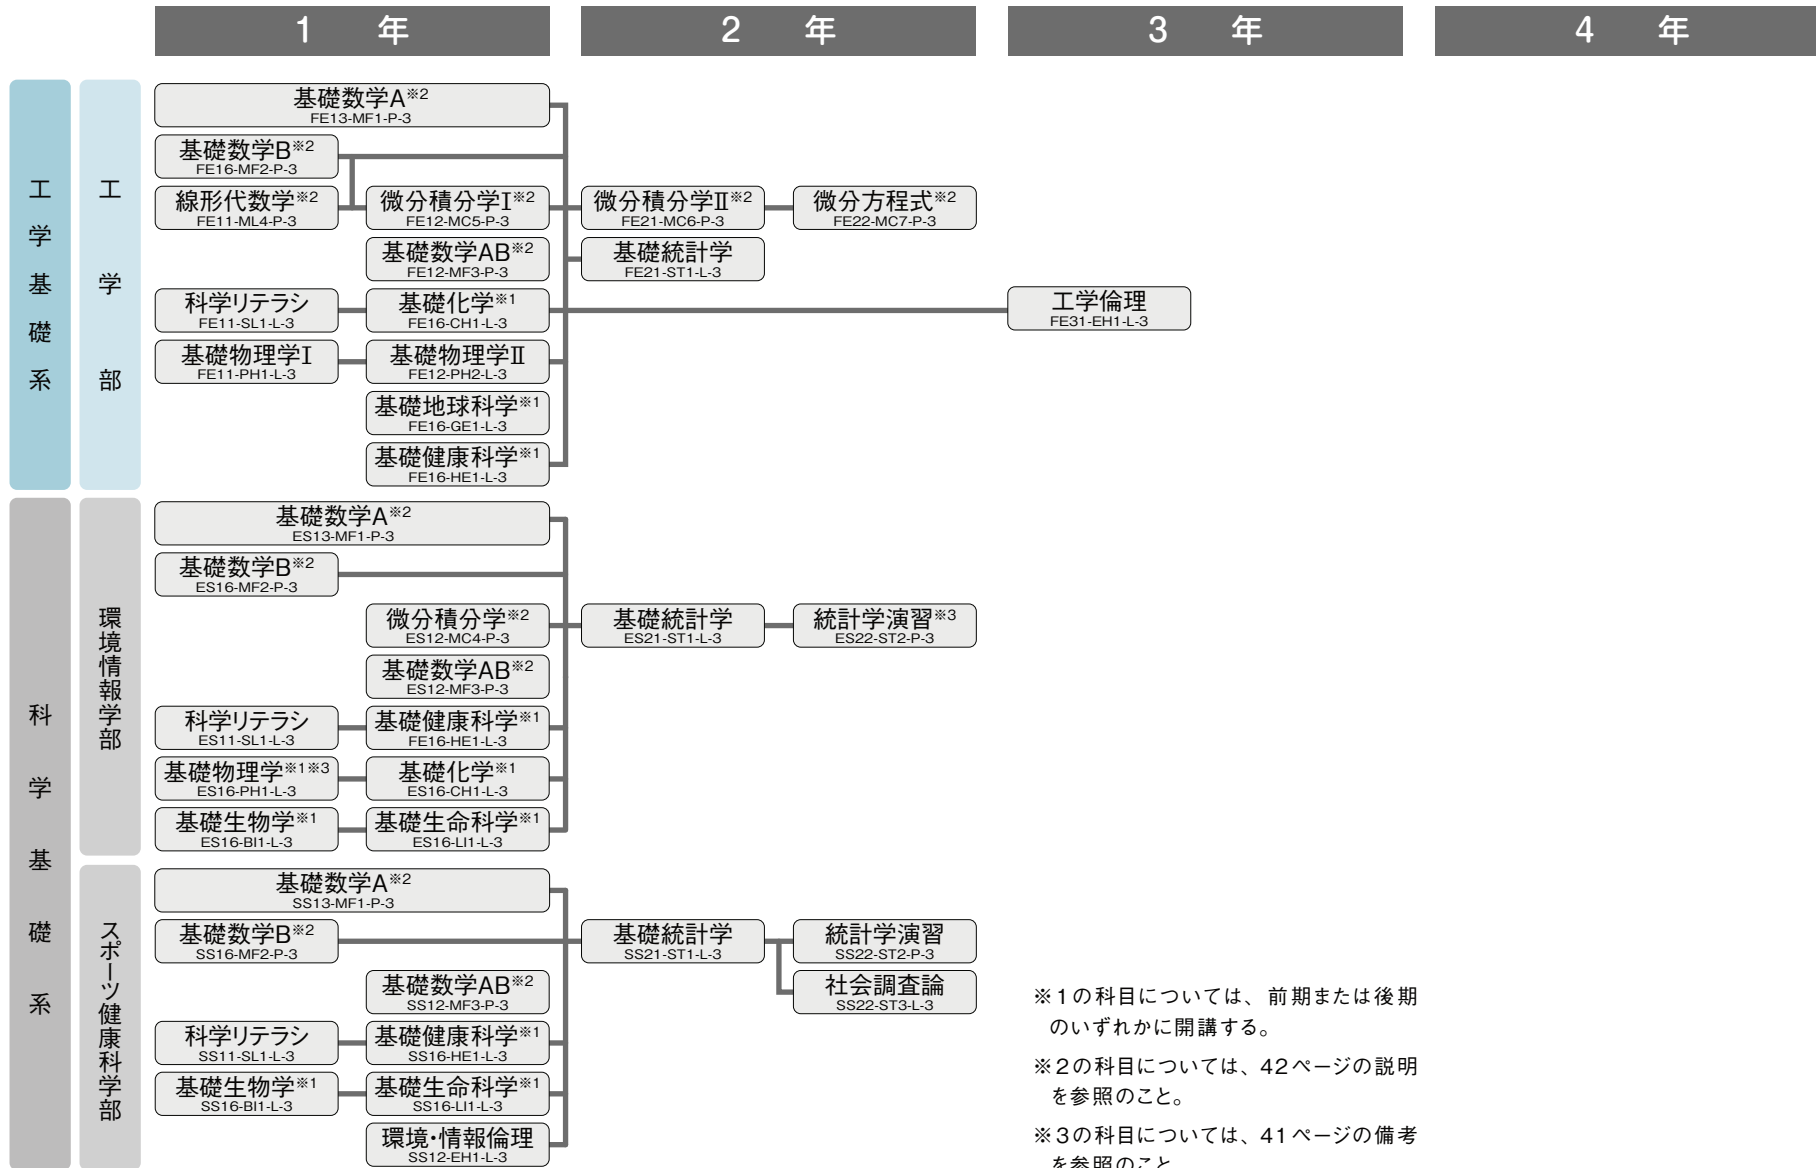 1 年
2 年
3 年
4 年
工学基礎系
工学部
基礎数学A※2
FE13-MF1-P-3
基礎数学B※2
FE16-MF2-P-3
線形代数学※2
FE11-ML4-P-3
微分積分学Ⅰ※2
FE12-MC5-P-3
微分積分学Ⅱ※2
FE21-MC6-P-3
微分方程式※2
FE22-MC7-P-3
基礎数学AB※2
FE12-MF3-P-3
基礎統計学
FE21-ST1-L-3
科学リテラシ
FE11-SL1-L-3
基礎化学※1
FE16-CH1-L-3
工学倫理
FE31-EH1-L-3
基礎物理学Ⅰ
FE11-PH1-L-3
基礎物理学Ⅱ
FE12-PH2-L-3
基礎地球科学※1
FE16-GE1-L-3
基礎健康科学※1
FE16-HE1-L-3
科学基礎系
環境情報学部
基礎数学A※2
ES13-MF1-P-3
基礎数学B※2
ES16-MF2-P-3
微分積分学※2
ES12-MC4-P-3
基礎統計学
ES21-ST1-L-3
統計学演習※3
ES22-ST2-P-3
基礎数学AB※2
ES12-MF3-P-3
科学リテラシ
ES11-SL1-L-3
基礎健康科学※1
FE16-HE1-L-3
基礎物理学※1※3
ES16-PH1-L-3
基礎化学※1
ES16-CH1-L-3
基礎生物学※1
ES16-BI1-L-3
基礎生命科学※1
ES16-LI1-L-3
スポーツ健康科学部
基礎数学A※2
SS13-MF1-P-3
基礎数学B※2
SS16-MF2-P-3
基礎統計学
SS21-ST1-L-3
統計学演習
SS22-ST2-P-3
基礎数学AB※2
SS12-MF3-P-3
社会調査論
SS22-ST3-L-3
科学リテラシ
SS11-SL1-L-3
基礎健康科学※1
SS16-HE1-L-3
基礎生物学※1
SS16-BI1-L-3
基礎生命科学※1
SS16-LI1-L-3
環境・情報倫理
SS12-EH1-L-3
※1の科目については、前期または後期
のいずれかに開講する。
※2の科目については、42ページの説明
を参照のこと。
※3の科目については、41ページの備考
を参照のこと